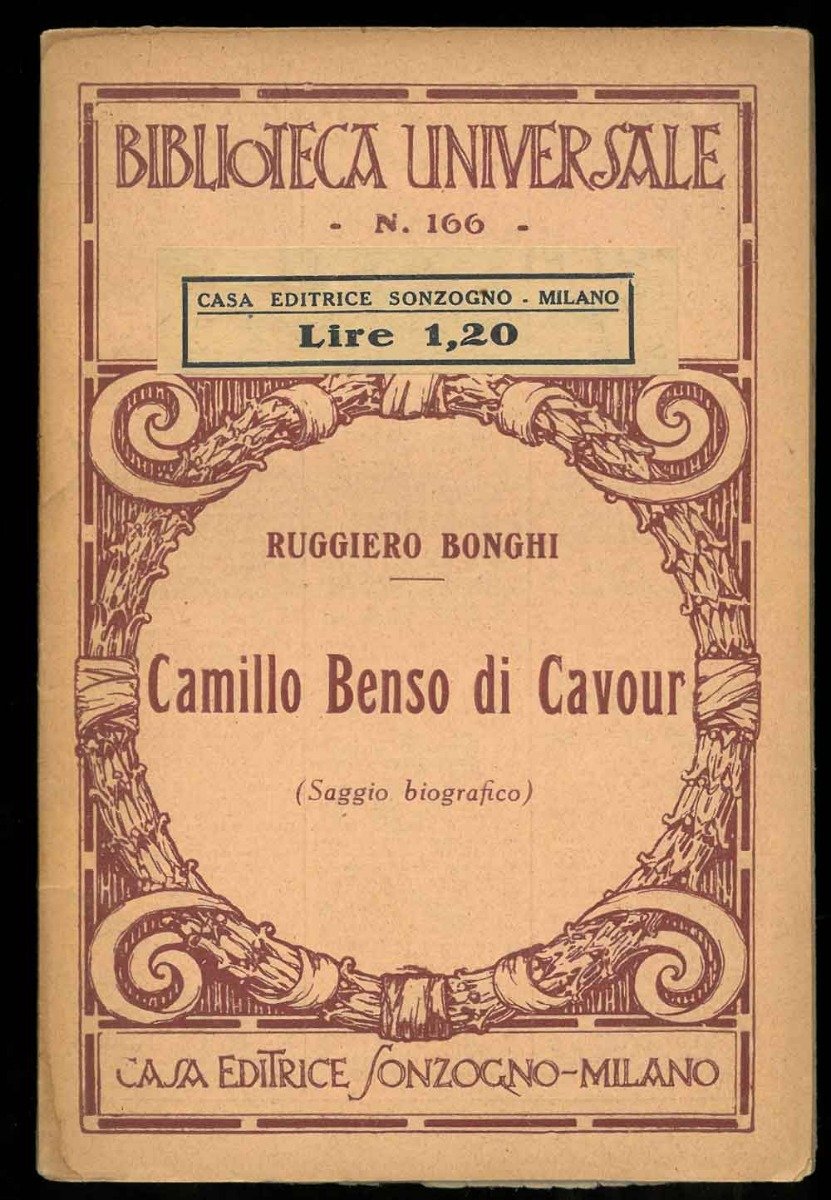 BIBLIOTECA UNIVERSALE
- N. 166 -
CASA EDITRICE SONZOGNO - MILANO
Lire 1,20
RUGGIERO BONGHI
Camillo Benso di Cavour
(Saggio biografico)
CASA EDITRICE SONZOGNO-MILANO